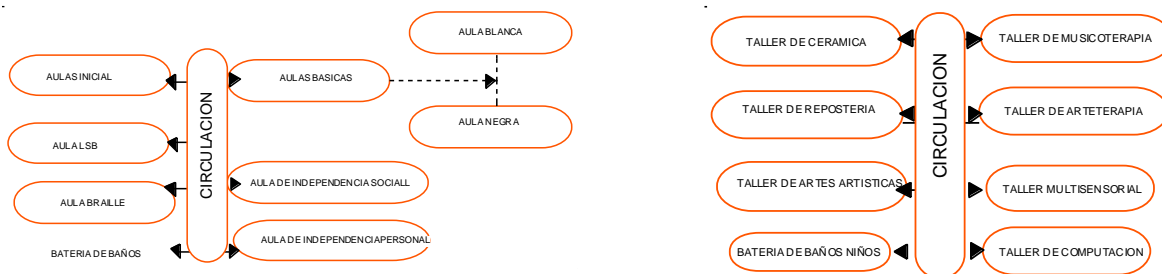 AULA BLANCA
AULAS INICIAL
AULAS BASICAS
AULA NEGRA
AULA LSB
CIRCULACION
AULA DE INDEPENDENCIA SOCIALL
AULA BRAILLE
AULA DE INDEPENDENCIA PERSONAL
BATERIA DE BAÑOS
TALLER DE CERAMICA
TALLER DE MUSICOTERAPIA
TALLER DE REPOSTERIA
TALLER DE ARTETERAPIA
CIRCULACION
TALLER DE ARTES ARTISTICAS
TALLER MULTISENSORIAL
BATERIA DE BAÑOS NIÑOS
TALLER DE COMPUTACION